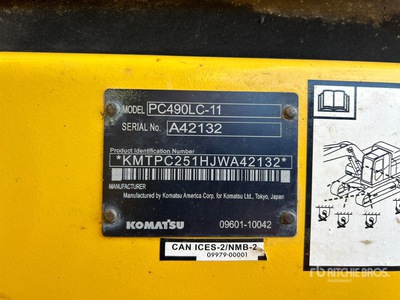 MODEL PC490LC-11
SERIAL No. A42132
Product Identification Number
*KMTPC251HJWA42132*
MANUFACTURER
Manufactured by Komatsu America Corp. for Komatsu Ltd., Tokyo, Japan
KOMATSU 09601-10042
CAN ICES-2/NMB-2
09979-00001
RITCHIE BROS.